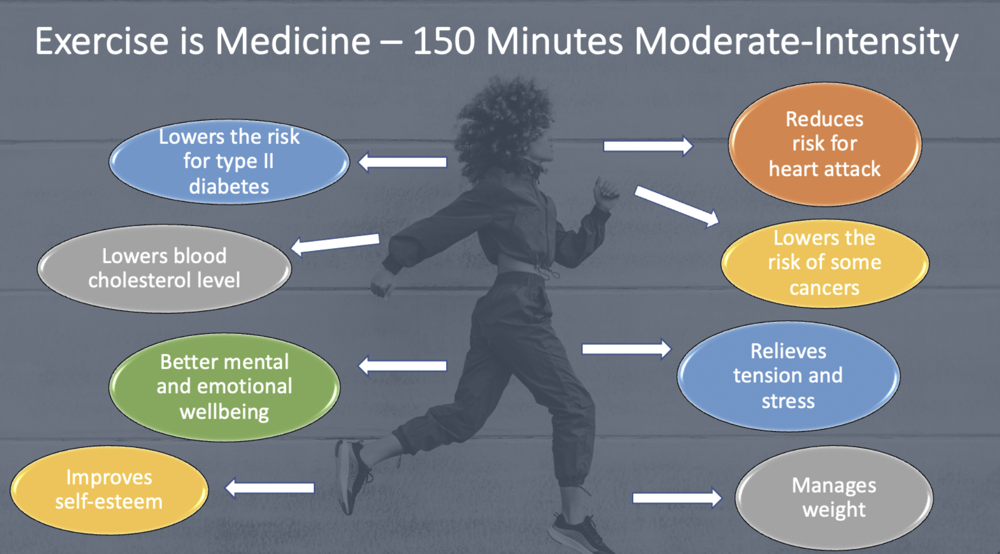 Exercise is Medicine – 150 Minutes Moderate-Intensity
Lowers the risk
for type II
diabetes
Lowers blood
cholesterol level
Better mental
and emotional
wellbeing
Improves
self-esteem
Reduces
risk for
heart attack
Lowers the
risk of some
cancers
Relieves
tension and
stress
Manages
weight